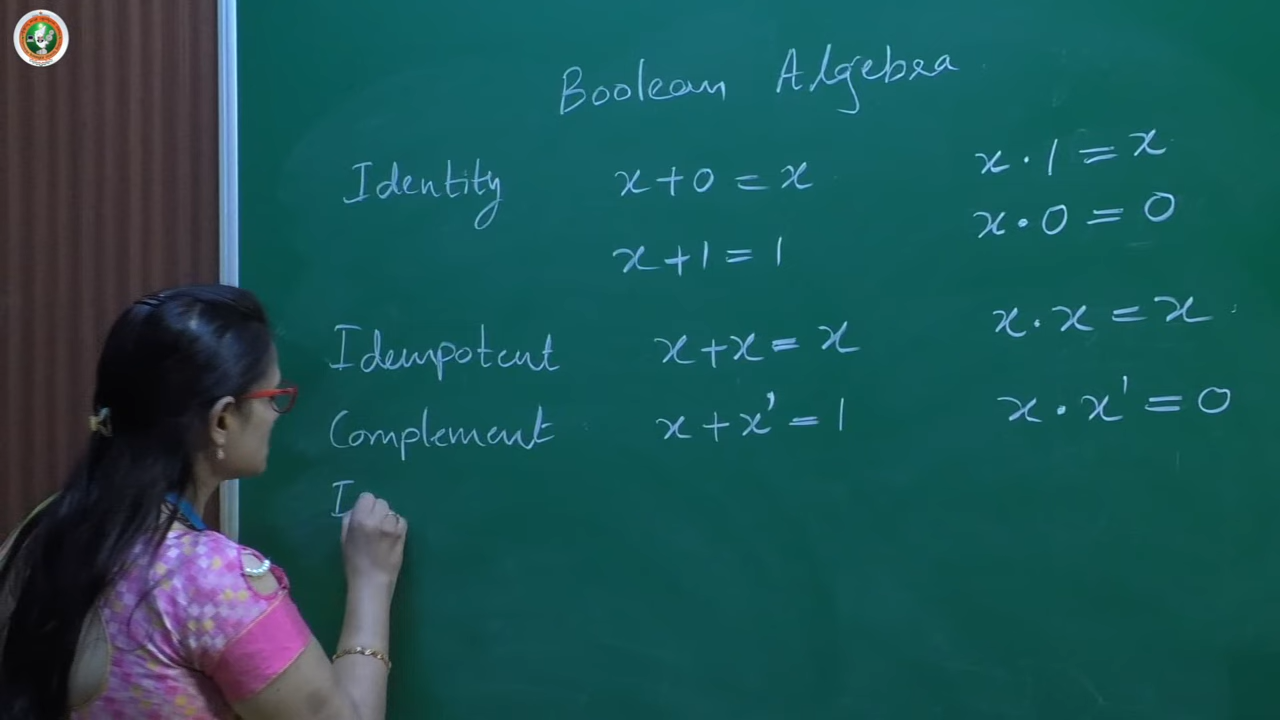 Boolean Algebra
Identity x+0 = x x·1 = x
x+1 = 1 x·0 = 0
Idempotent x+x = x x·x = x
Complement x+x' = 1 x·x' = 0
I